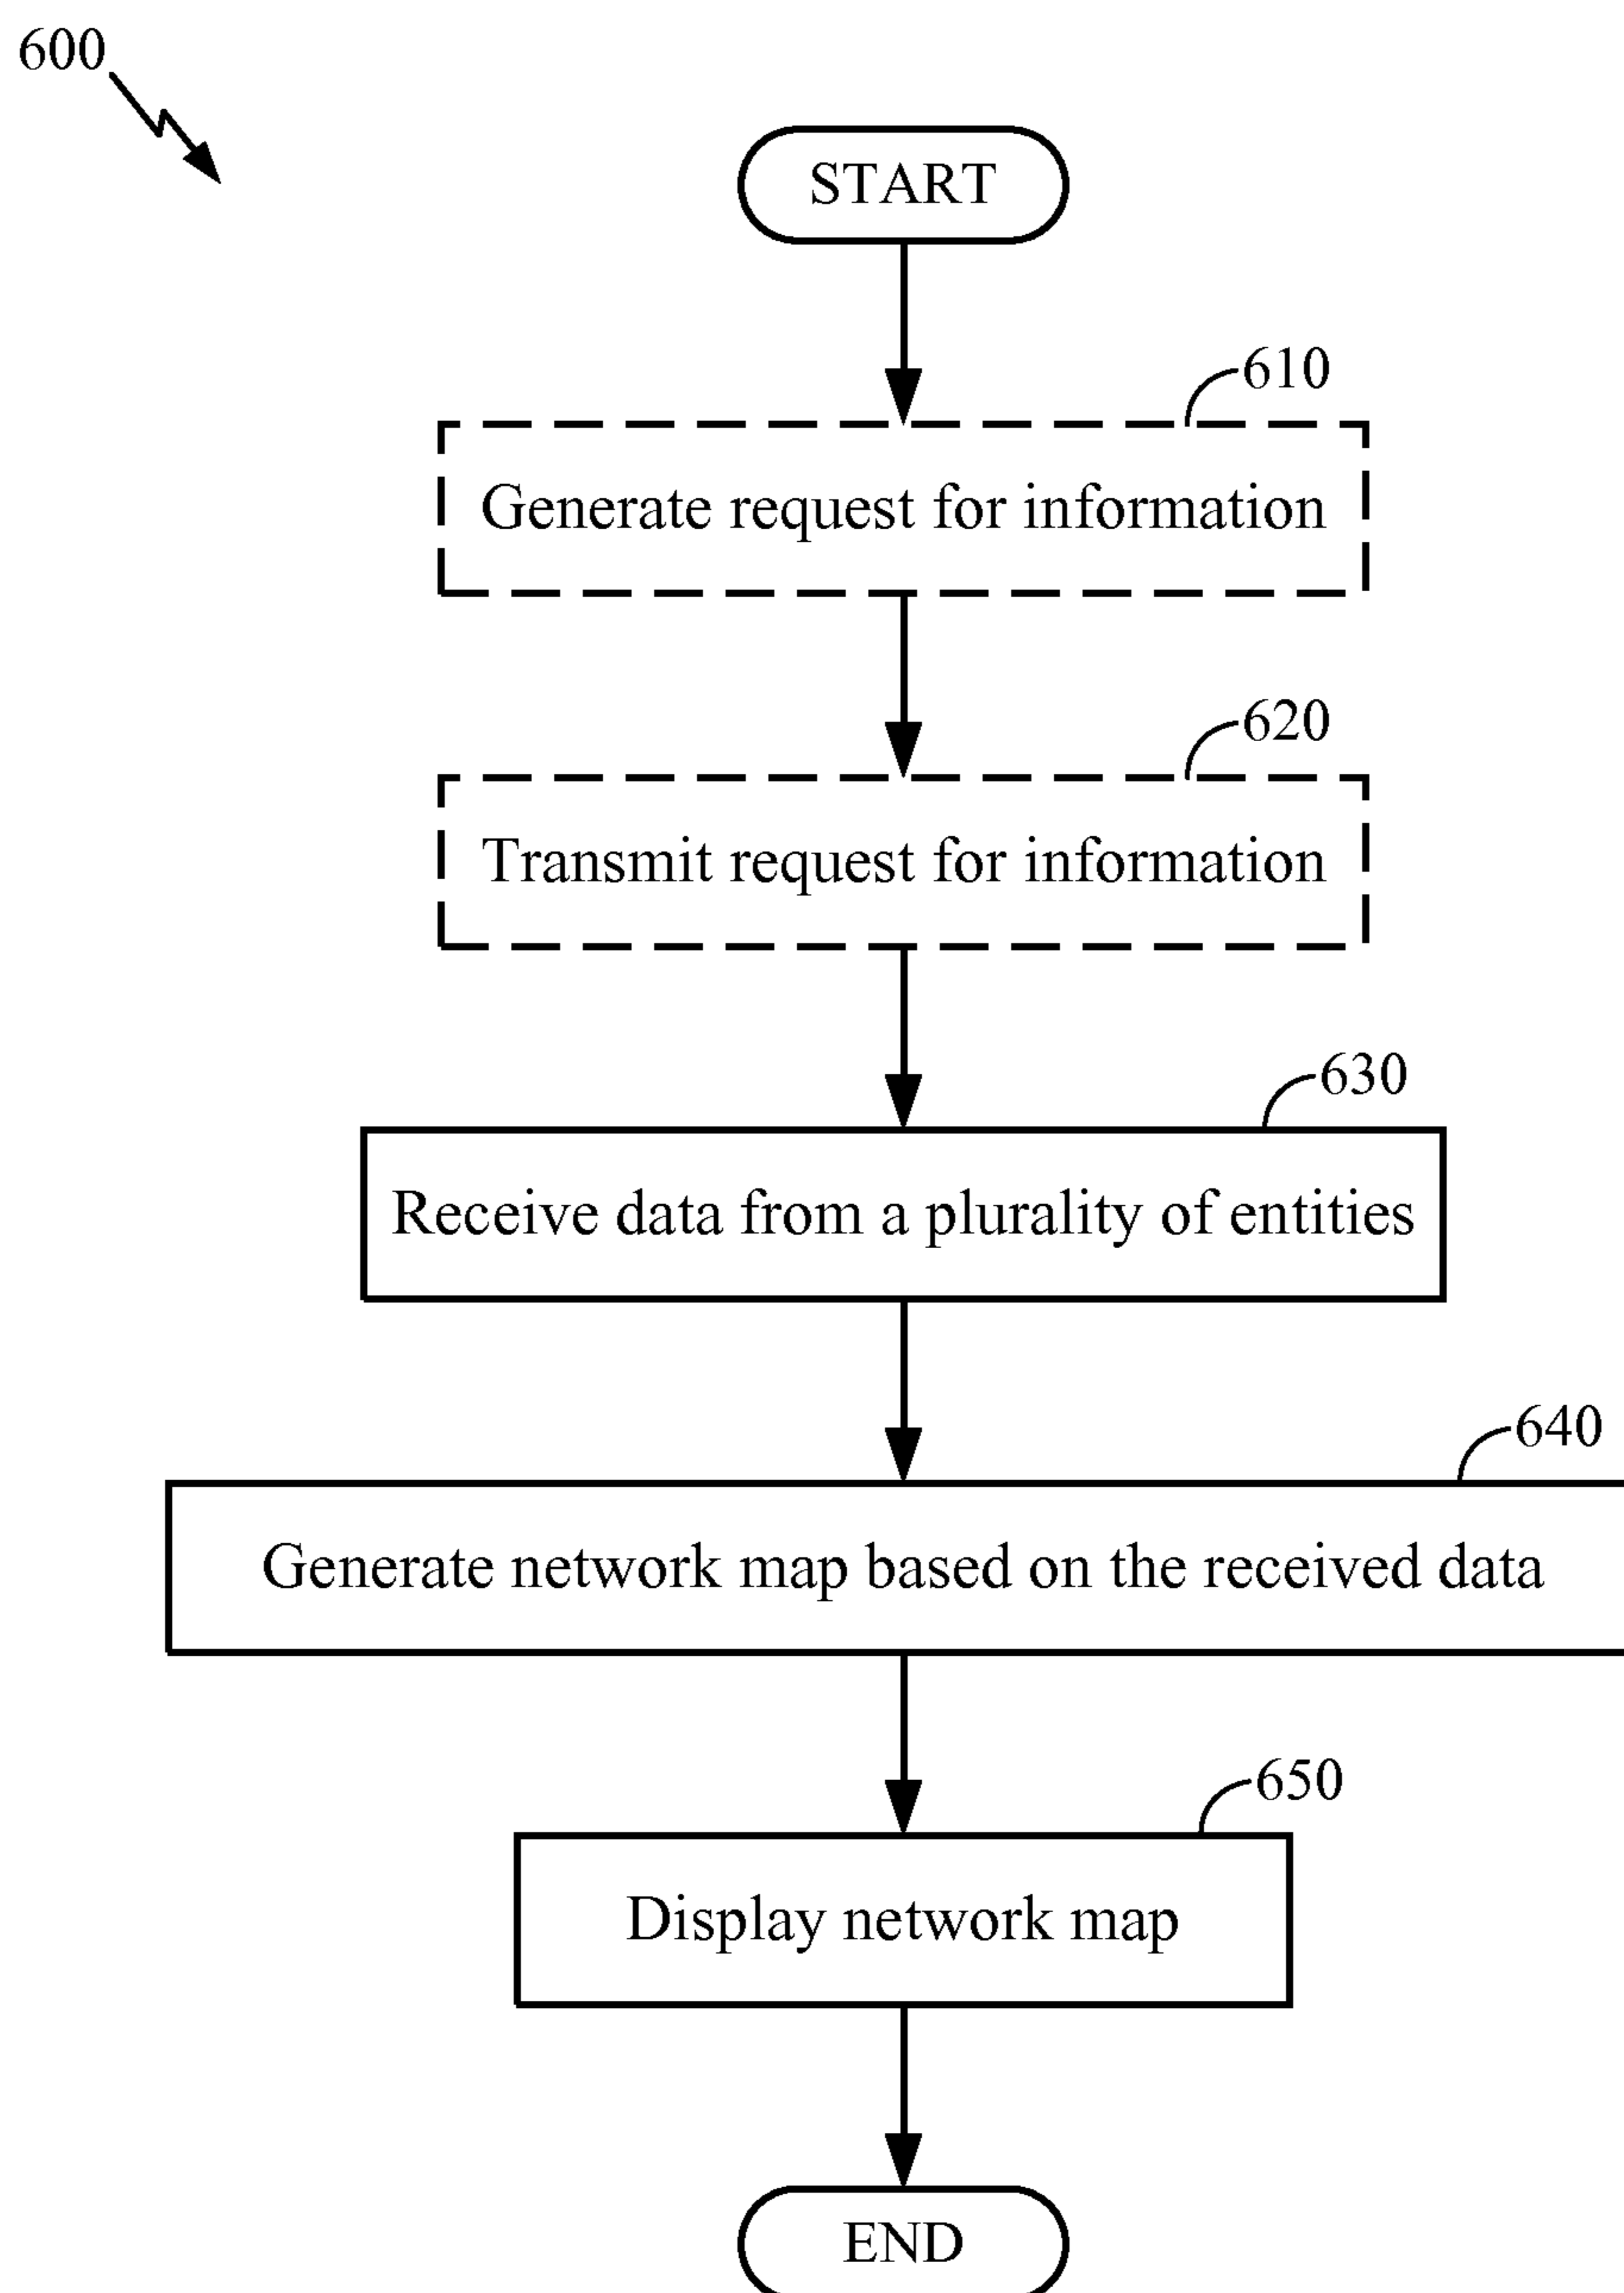 600
START
610
Generate request for information
620
Transmit request for information
630
Receive data from a plurality of entities
640
Generate network map based on the received data
650
Display network map
END